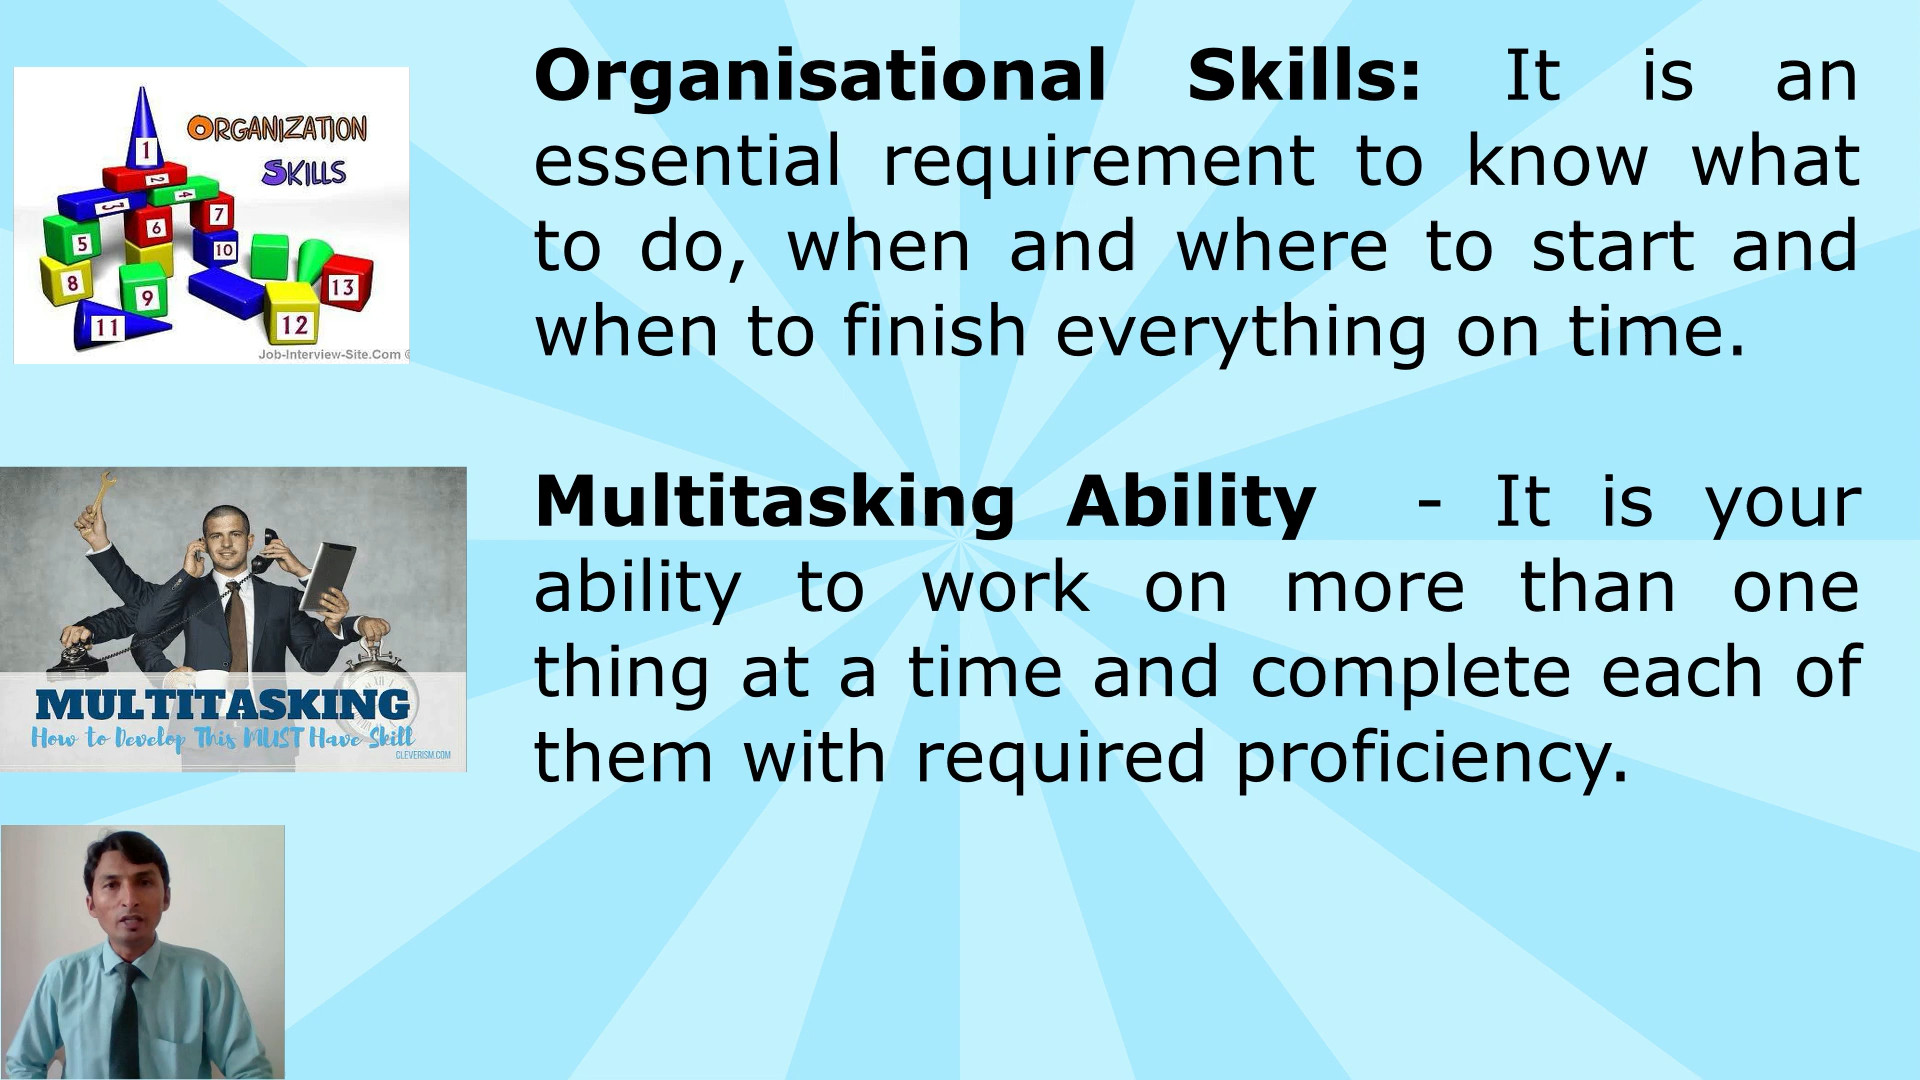 Organisational Skills: It is an
essential requirement to know what
to do, when and where to start and
when to finish everything on time.
ORGANIZATION
SKILLS
1
2
3
4
5
6
7
8
9
10
11
12
13
Job-Interview-Site.Com ©
Multitasking Ability - It is your
ability to work on more than one
thing at a time and complete each of
them with required proficiency.
MULTITASKING
How to Develop This MUST Have Skill
CLEVERISM.COM